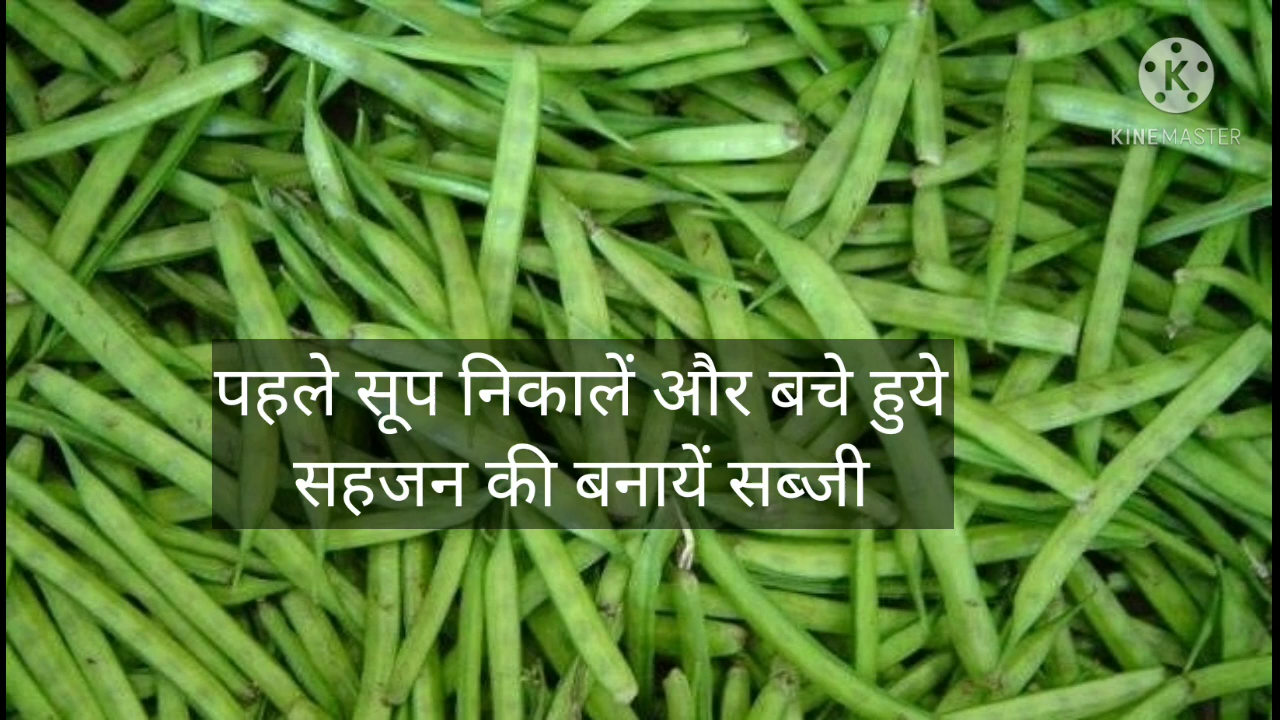 K
KINEMASTER
पहले सूप निकालें और बचे हुये
सहजन की बनायें सब्जी